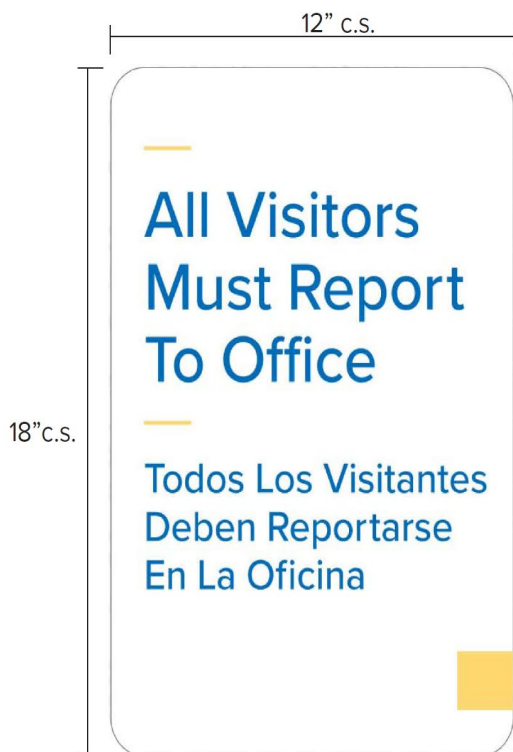 12” c.s.
All Visitors
Must Report
To Office
18”c.s.
Todos Los Visitantes
Deben Reportarse
En La Oficina